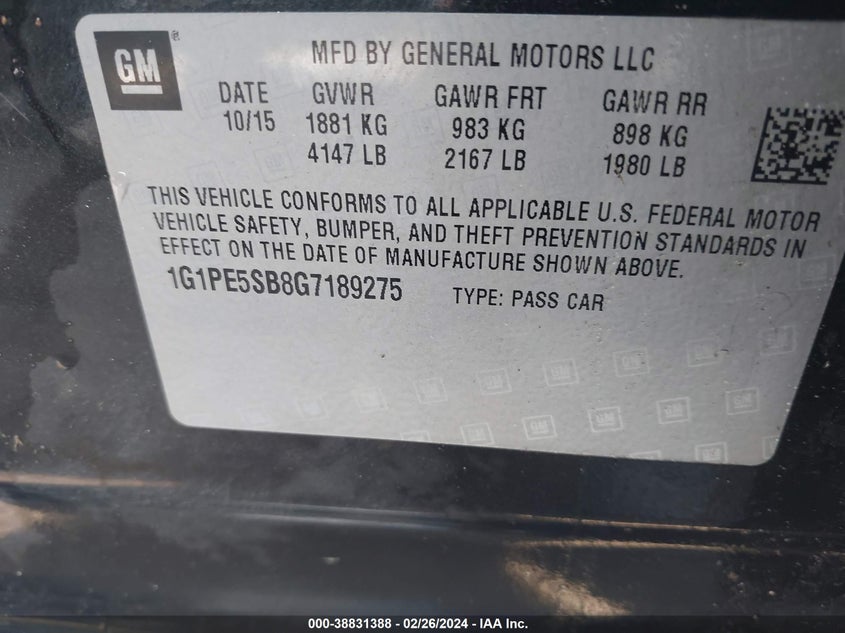 GM®
MFD BY GENERAL MOTORS LLC
DATE GVWR GAWR FRT GAWR RR
10/15 1881 KG 983 KG 898 KG
4147 LB 2167 LB 1980 LB
THIS VEHICLE CONFORMS TO ALL APPLICABLE U.S. FEDERAL MOTOR
VEHICLE SAFETY, BUMPER, AND THEFT PREVENTION STANDARDS IN
EFFECT ON THE DATE OF MANUFACTURE SHOWN ABOVE.
1G1PE5SB8G7189275 TYPE: PASS CAR
000-38831388 - 02/26/2024 - IAA Inc.